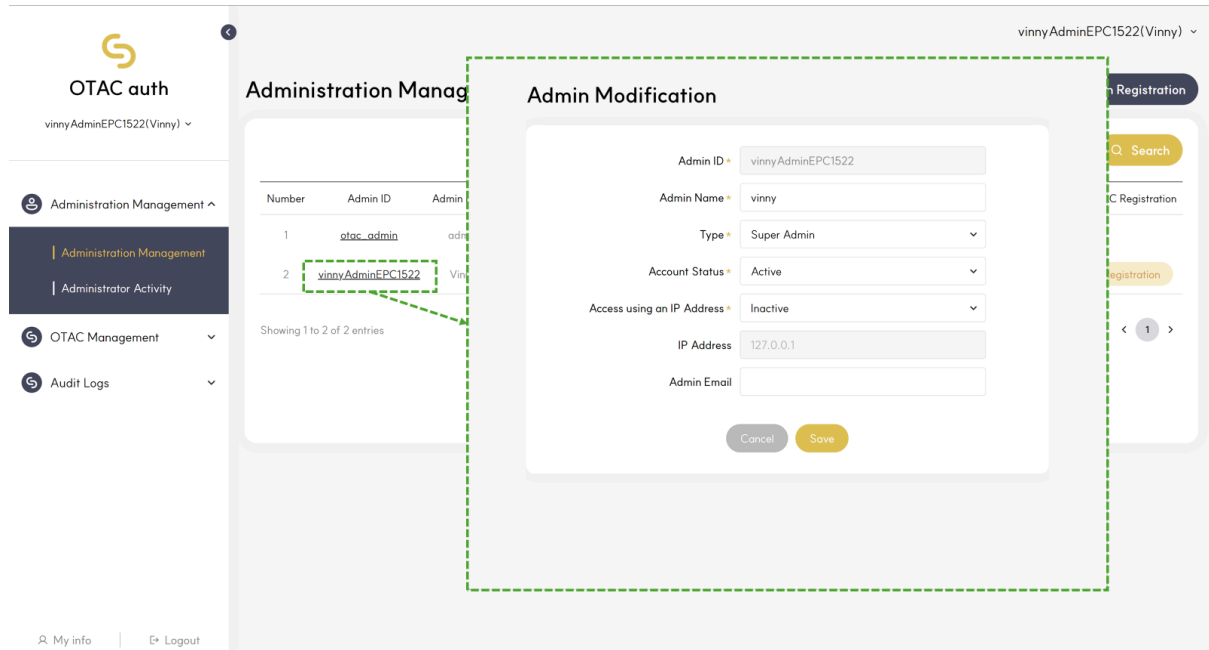 vinnyAdminEPC1522(Vinny)
OTAC auth
vinnyAdminEPC1522(Vinny)
Administration Management
Administration Management
Administrator Activity
OTAC Management
Audit Logs
My info
Logout
Administration Manag
Registration
Search
Number Admin ID Admin C Registration
1 otac_admin adm
2 vinnyAdminEPC1522 Vin egistration
Showing 1 to 2 of 2 entries
1
Admin Modification
Admin ID* vinnyAdminEPC1522
Admin Name* vinny
Type* Super Admin
Account Status* Active
Access using an IP Address* Inactive
IP Address 127.0.0.1
Admin Email
Cancel Save